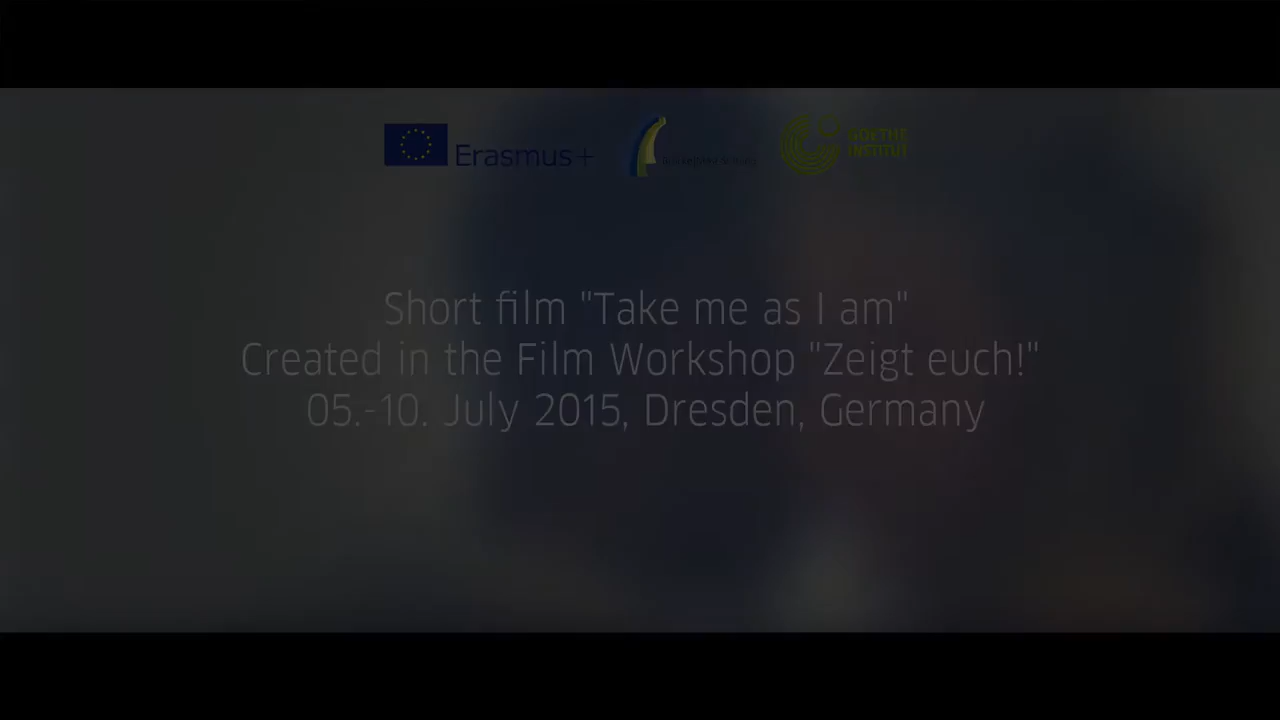 Erasmus+
GOETHE
INSTITUT
Short film "Take me as I am"
Created in the Film Workshop "Zeigt euch!"
05.-10. July 2015, Dresden, Germany